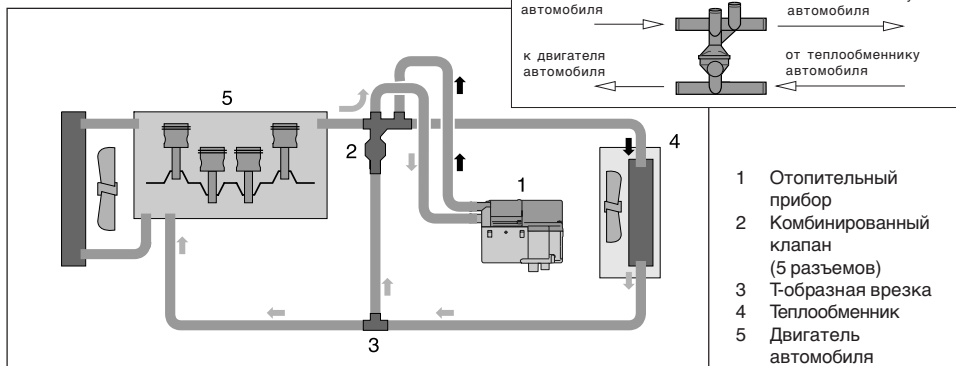 автомобиля
автомобиля
к двигателя
автомобиля
от теплообменнику
автомобиля
5
2
1
4
3
1 Отопительный
прибор
2 Комбинированный
клапан
(5 разъемов)
3 Т-образная врезка
4 Теплообменник
5 Двигатель
автомобиля